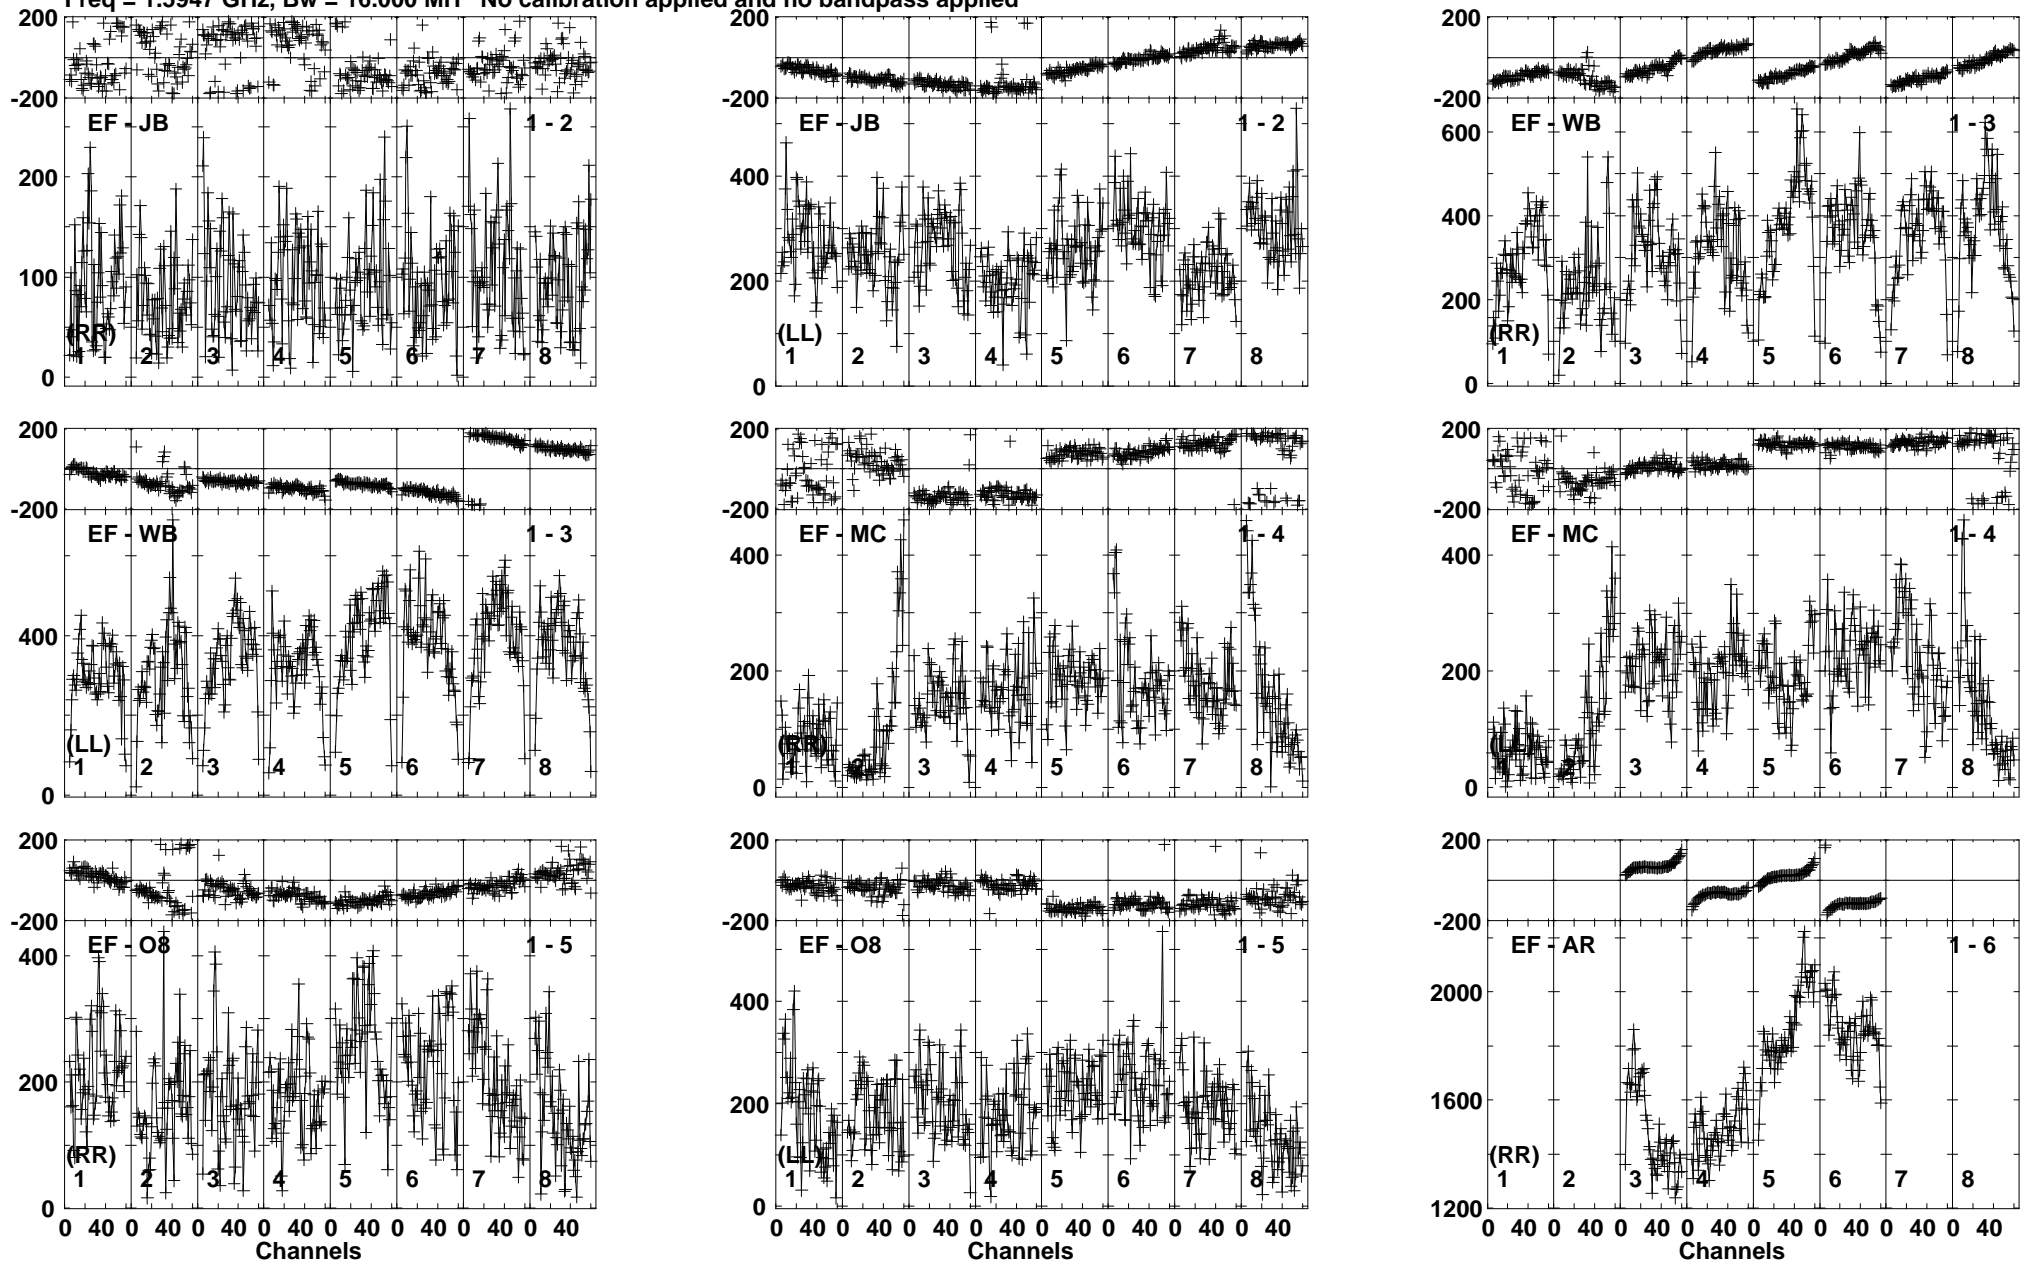 Freq = 1.5947 GHz, Bw = 16.000 MH No calibration applied and no bandpass applied
200 200 200
-200 -200 -200
EF - JB 1 - 2 EF - JB 1 - 2 EF - WB 1 - 3
200 100 0
400 200 0
600 400 200 0
(RR) (LL) (RR)
1 2 3 4 5 6 7 8 1 2 3 4 5 6 7 8 1 2 3 4 5 6 7 8
200 200 200
-200 -200 -200
EF - WB 1 - 3 EF - MC 1 - 4 EF - MC 1 - 4
400 0
400 200 0
400 200 0
(LL) (RR) (LL)
1 2 3 4 5 6 7 8 1 2 3 4 5 6 7 8 1 2 3 4 5 6 7 8
200 200 200
-200 -200 -200
EF - O8 1 - 5 EF - O8 1 - 5 EF - AR 1 - 6
400 200 0
400 200 0
2000 1600 1200
(RR) (LL) (RR)
1 2 3 4 5 6 7 8 1 2 3 4 5 6 7 8 1 2 3 4 5 6 7 8
0 40 0 40 0 40 0 40 0 40 0 40 0 40 0 40 0 40 0 40 0 40 0 40 0 40 0 40 0 40 0 40 0 40 0 40 0 40 0 40 0 40 0 40 0 40 0 40
Channels Channels Channels